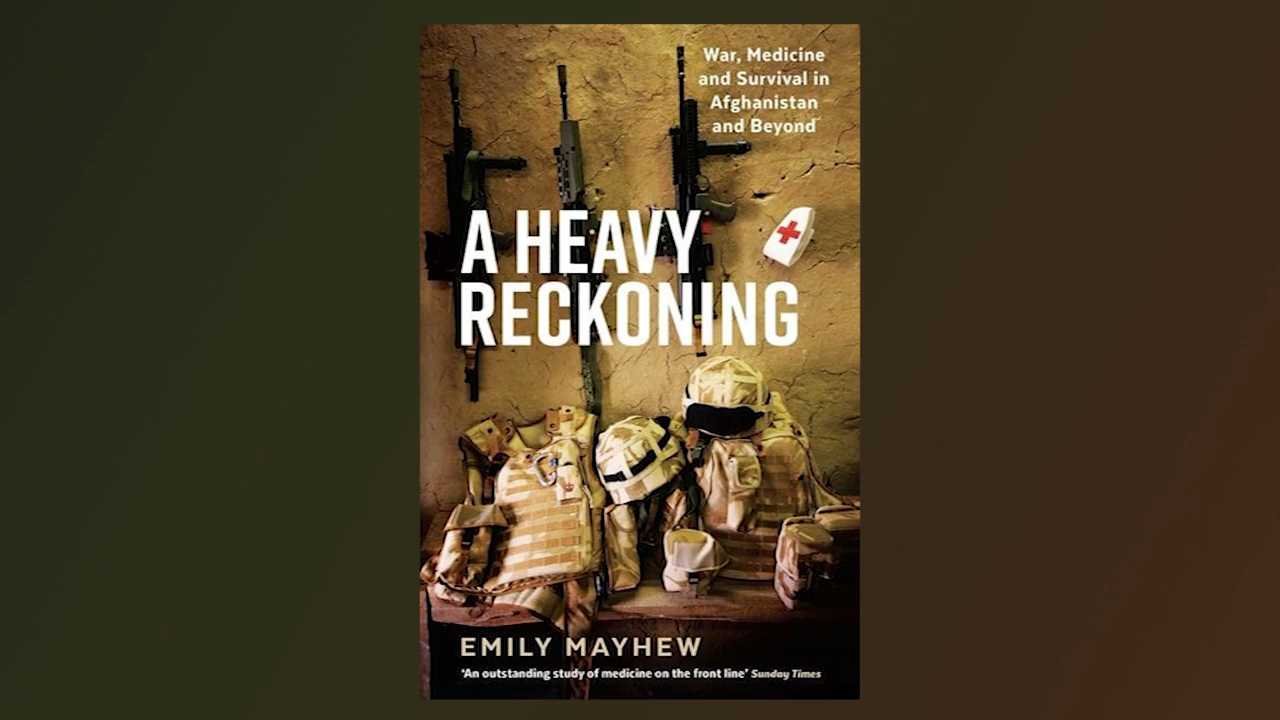 War, Medicine
and Survival in
Afghanistan
and Beyond
A HEAVY
RECKONING
EMILY MAYHEW
‘An outstanding study of medicine on the front line’ Sunday Times